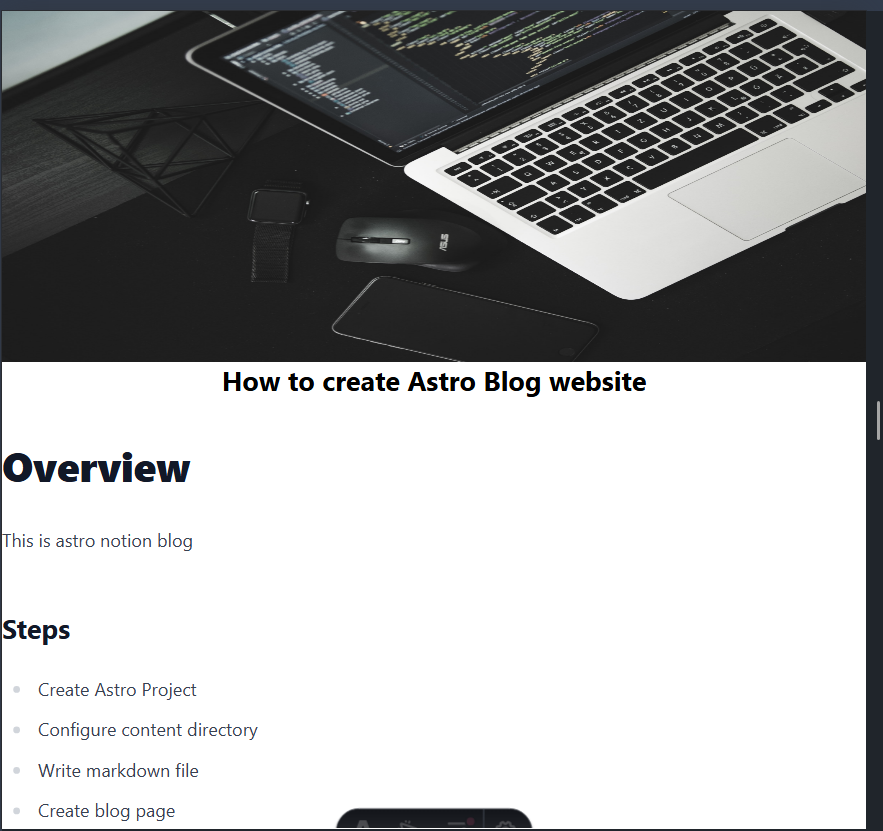 ASUS
How to create Astro Blog website
Overview
This is astro notion blog
Steps
Create Astro Project
Configure content directory
Write markdown file
Create blog page